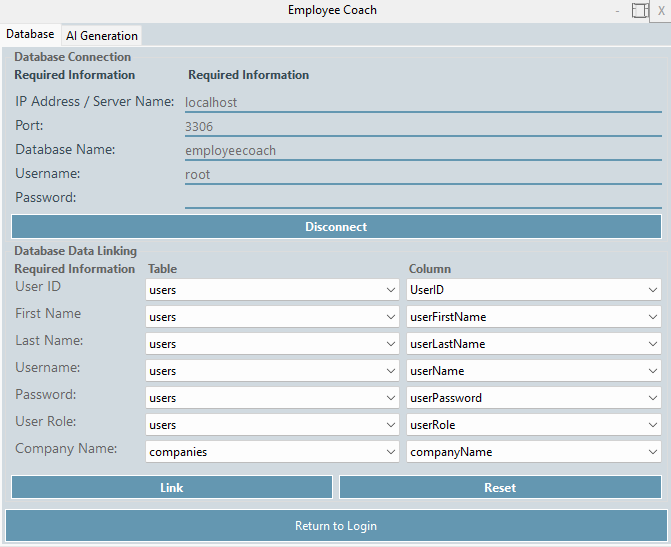 Employee Coach - X
Database AI Generation
Database Connection
Required Information Required Information
IP Address / Server Name: localhost
Port: 3306
Database Name: employeecoach
Username: root
Password:
Disconnect
Database Data Linking
Required Information Table Column
User ID users UserID
First Name users userFirstName
Last Name: users userLastName
Username: users userName
Password: users userPassword
User Role: users userRole
Company Name: companies companyName
Link Reset
Return to Login